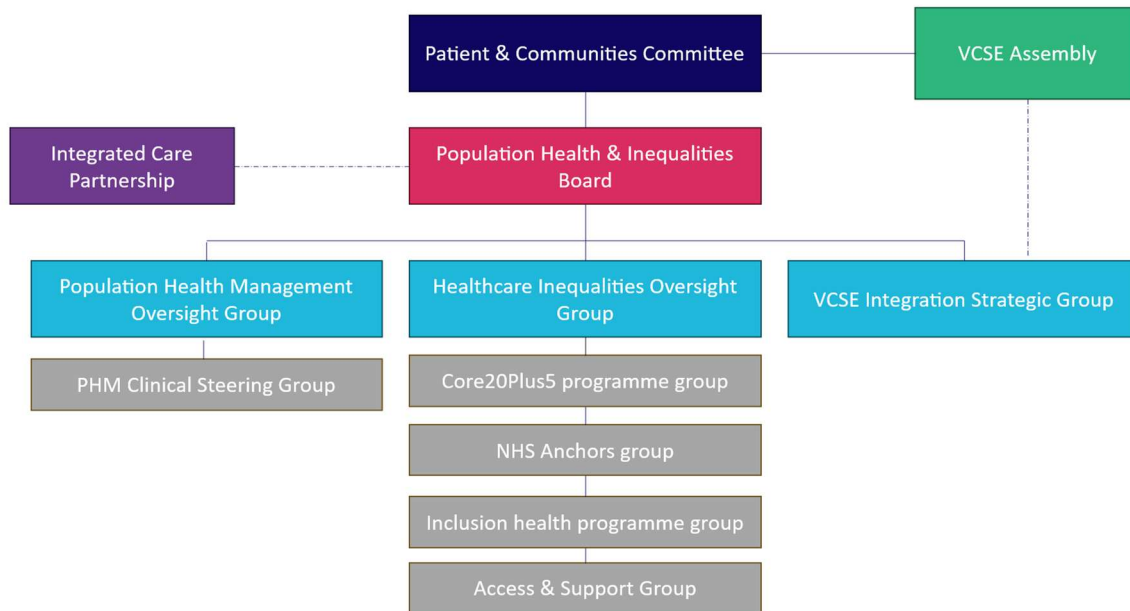 Patient & Communities Committee
VCSE Assembly
Integrated Care
Partnership
Population Health & Inequalities
Board
Population Health Management
Oversight Group
Healthcare Inequalities Oversight
Group
VCSE Integration Strategic Group
PHM Clinical Steering Group
Core20Plus5 programme group
NHS Anchors group
Inclusion health programme group
Access & Support Group